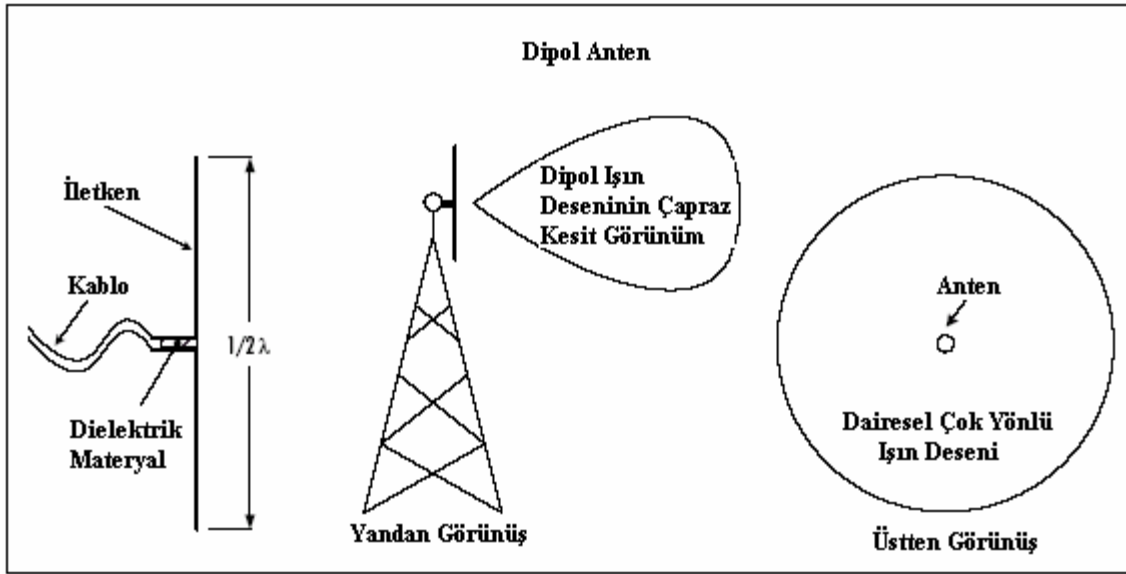 Dipol Anten
İletken
Kablo
1/2 λ
Dielektrik
Materyal
Dipol Işın
Deseninin Çapraz
Kesit Görünüm
Yandan Görünüş
Anten
Dairesel Çok Yönlü
Işın Deseni
Üstten Görünüş